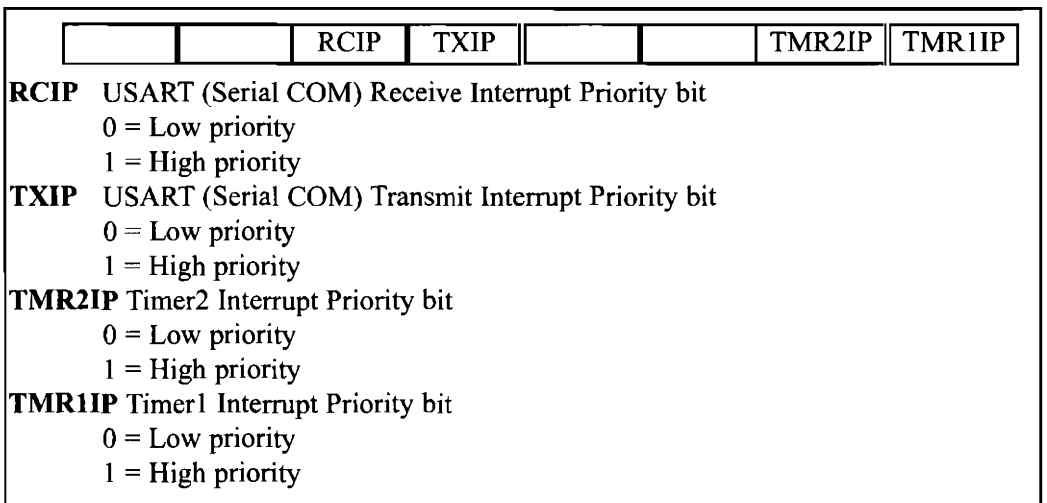 RCIP TXIP TMR2IP TMR1IP
RCIP USART (Serial COM) Receive Interrupt Priority bit
0 = Low priority
1 = High priority
TXIP USART (Serial COM) Transmit Interrupt Priority bit
0 = Low priority
1 = High priority
TMR2IP Timer2 Interrupt Priority bit
0 = Low priority
1 = High priority
TMR1IP Timer1 Interrupt Priority bit
0 = Low priority
1 = High priority